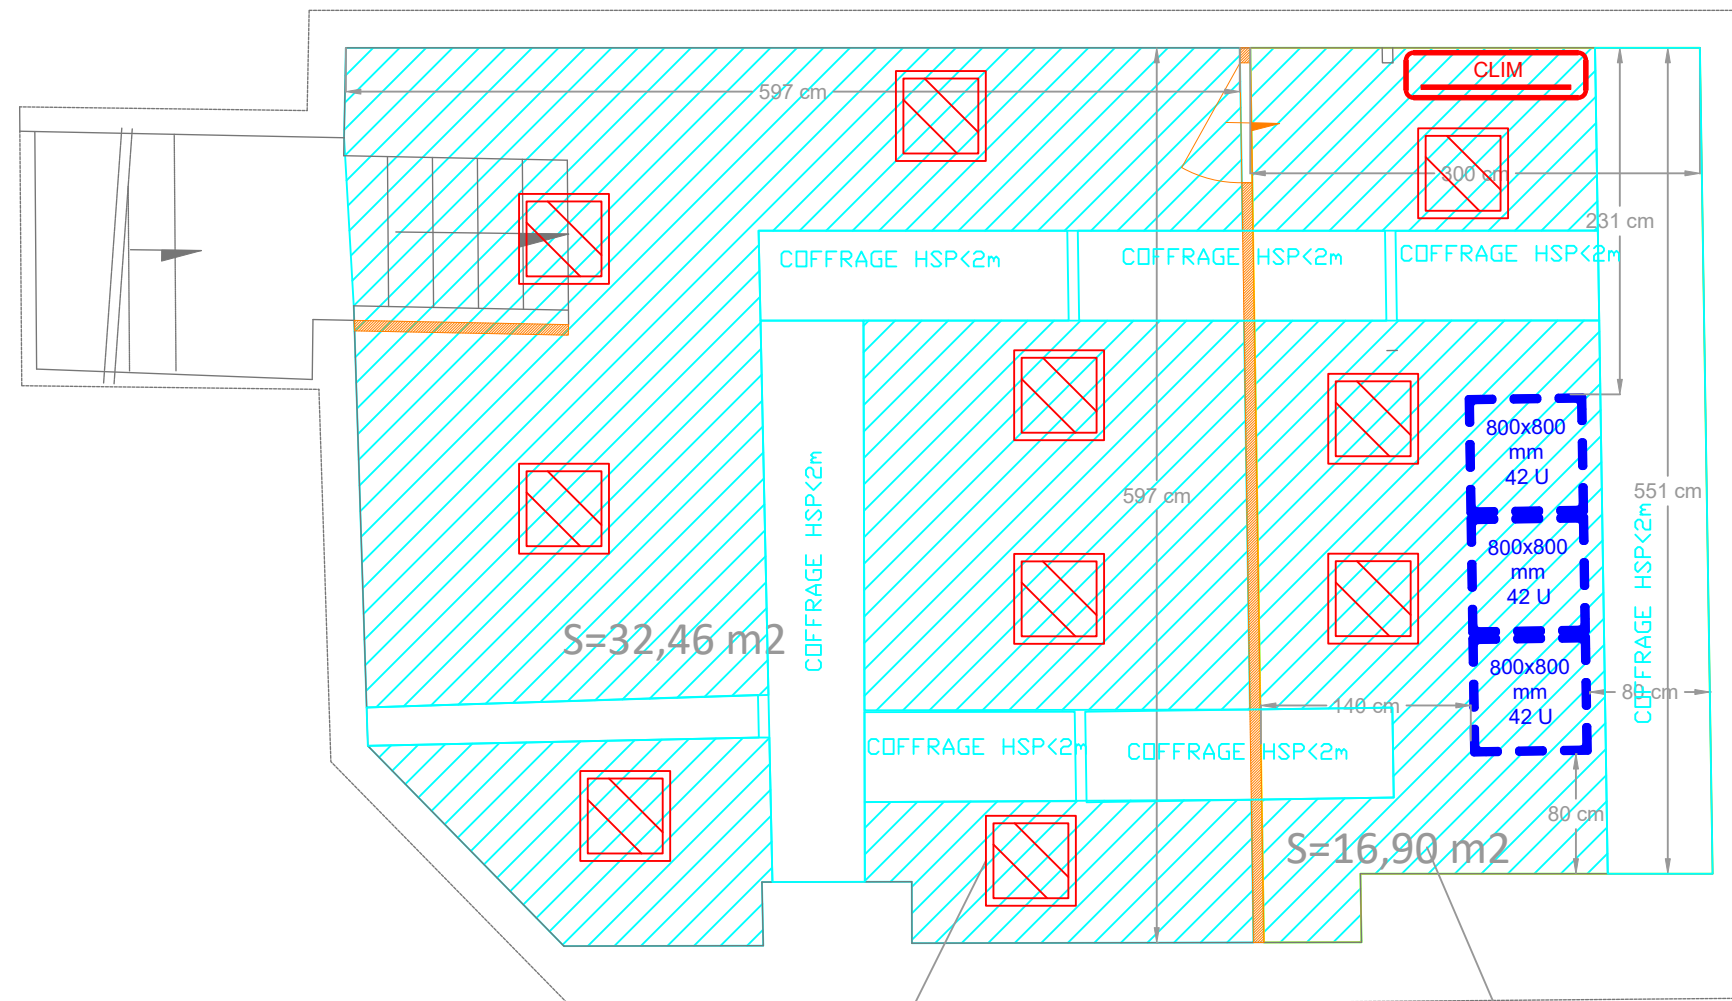 CLIM
597 cm
300 cm
231 cm
COFFRAGE HSP<2m
COFFRAGE HSP<2m
COFFRAGE HSP<2m
800x800
mm
42 U
COFFRAGE HSP<2m
597 cm
551 cm
800x800
mm
42 U
COFFRAGE HSP<2m
S=32,46 m2
800x800
mm
42 U
80 cm
140 cm
COFFRAGE HSP<2m
COFFRAGE HSP<2m
80 cm
S=16,90 m2